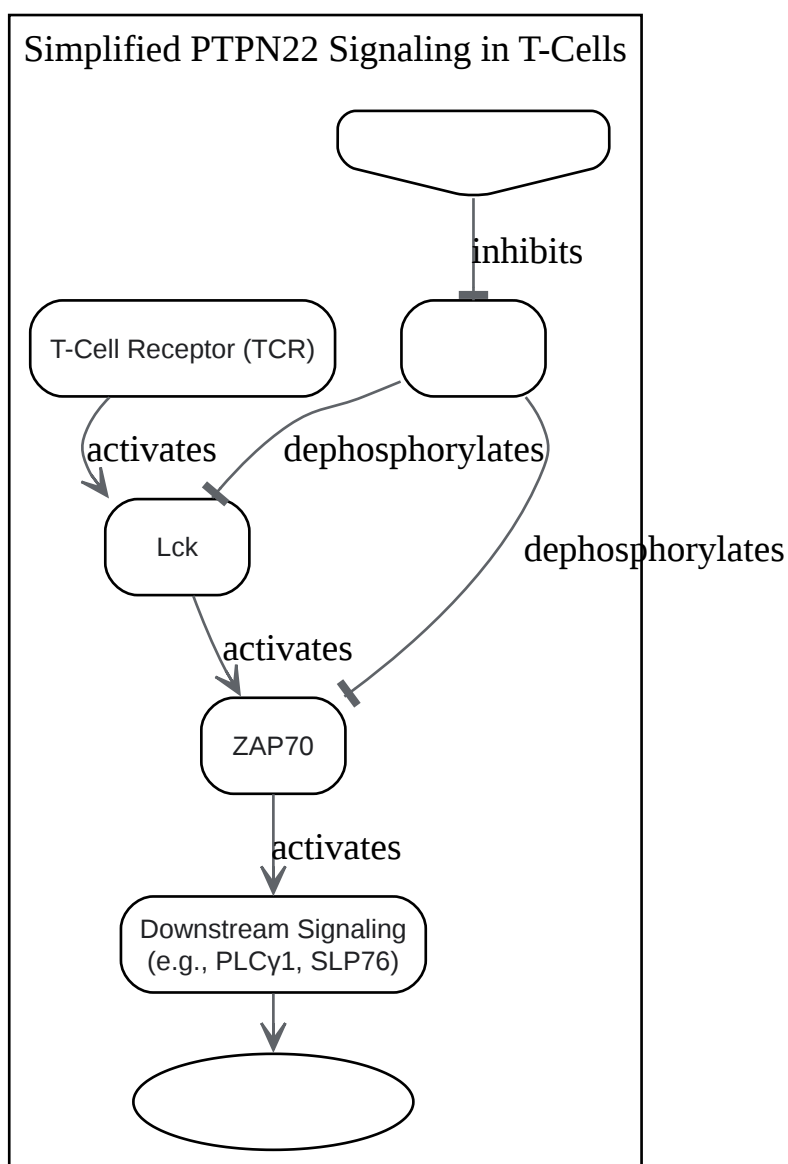 Simplified PTPN22 Signaling in T-Cells
inhibits
T-Cell Receptor (TCR)
activates
dephosphorylates
Lck
dephosphorylates
activates
ZAP70
activates
Downstream Signaling
(e.g., PLCγ1, SLP76)